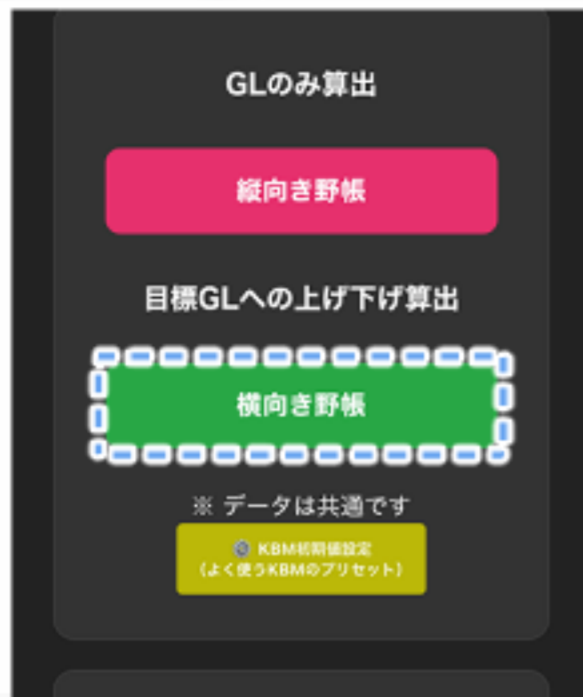 GLのみ算出
縦向き野帳
目標GLへの上げ下げ算出
横向き野帳
※ データは共通です
KBM初期値設定
(よく使うKBMのプリセット)